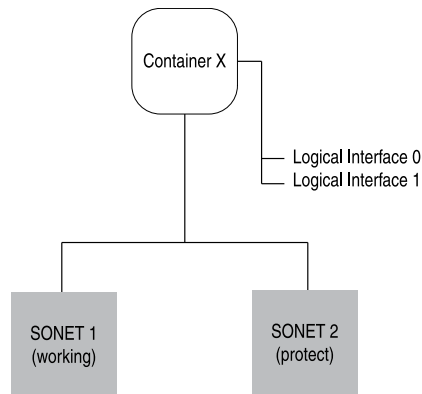 Container X
Logical Interface 0
Logical Interface 1
SONET 1
(working)
SONET 2
(protect)